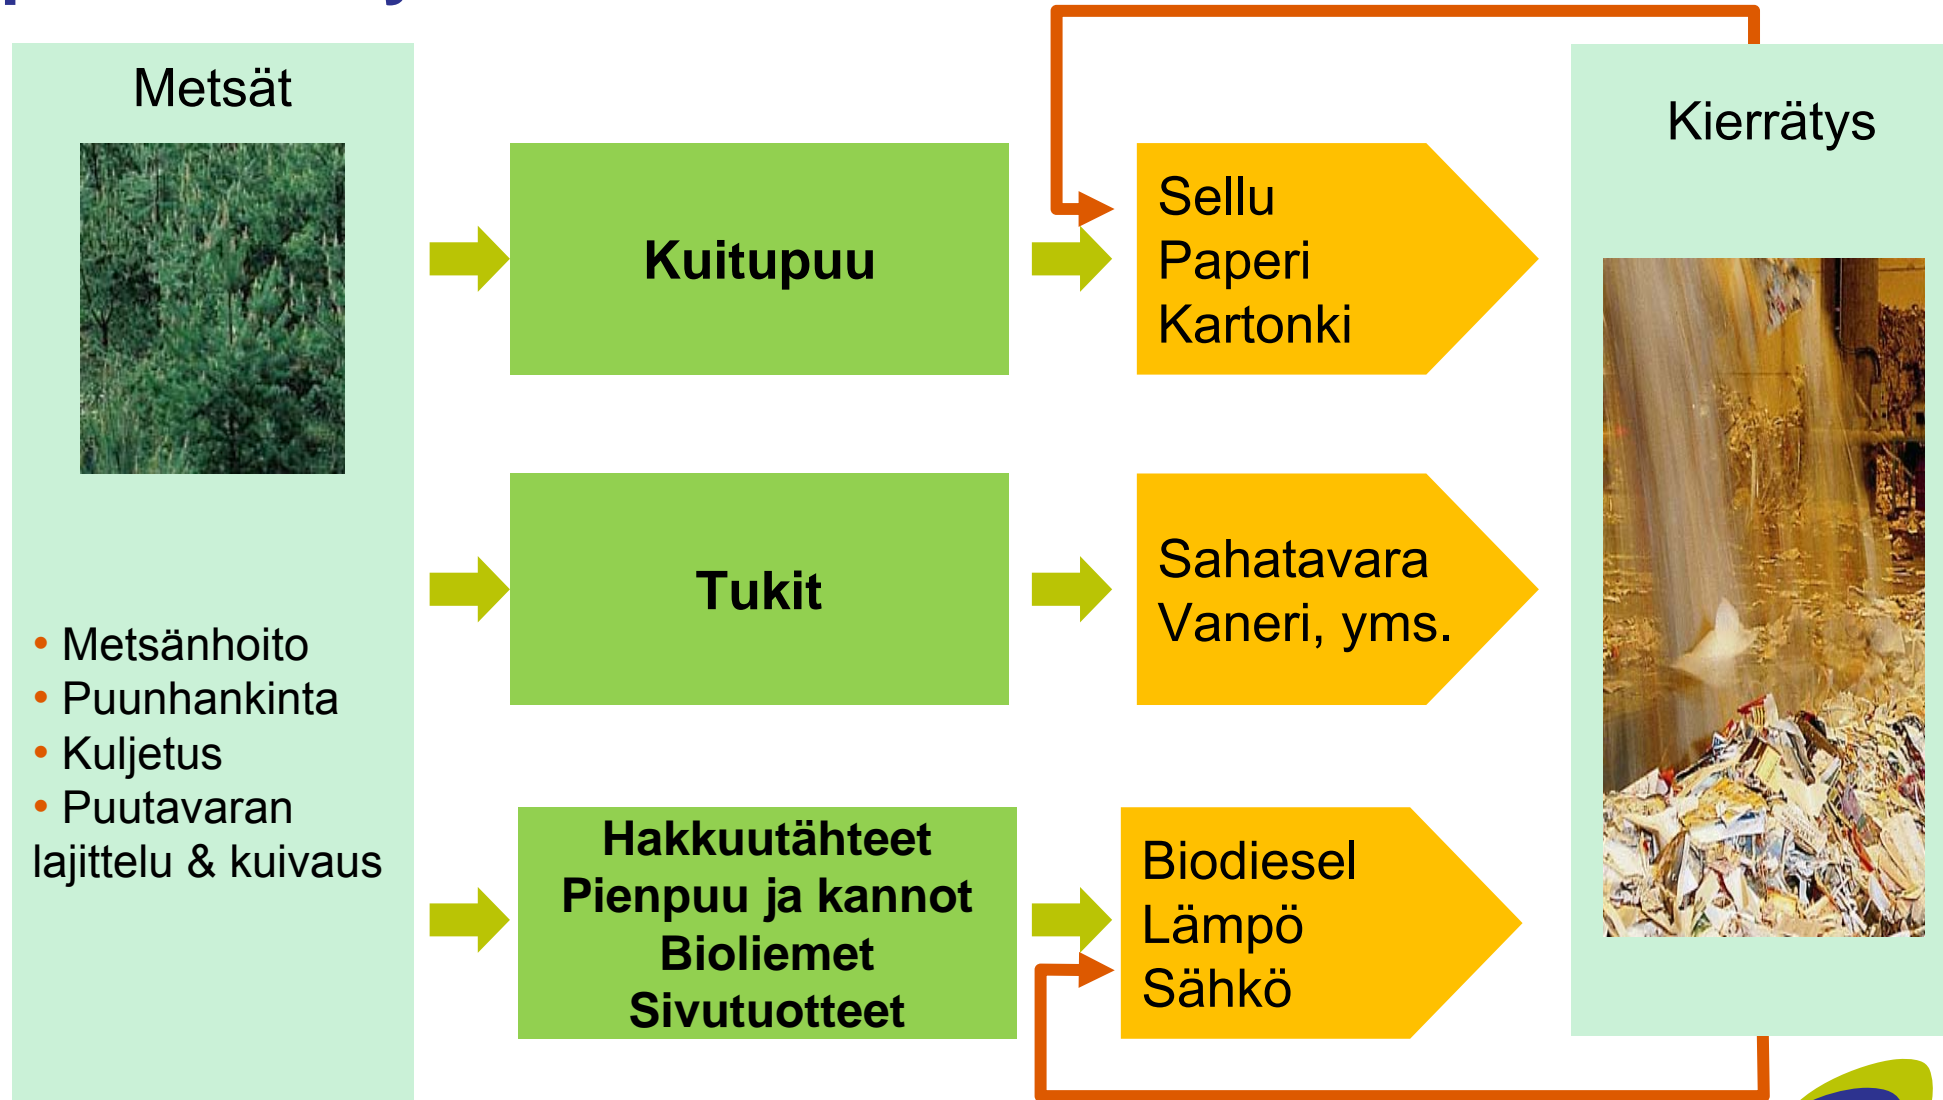 Metsät
• Metsänhoito
• Puunhankinta
• Kuljetus
• Puutavaran
lajittelu & kuivaus
Kuitupuu
Sellu
Paperi
Kartonki
Tukit
Sahatavara
Vaneri, yms.
Hakkuutähteet
Pienpuu ja kannot
Bioliemet
Sivutuotteet
Biodiesel
Lämpö
Sähkö
Kierrätys